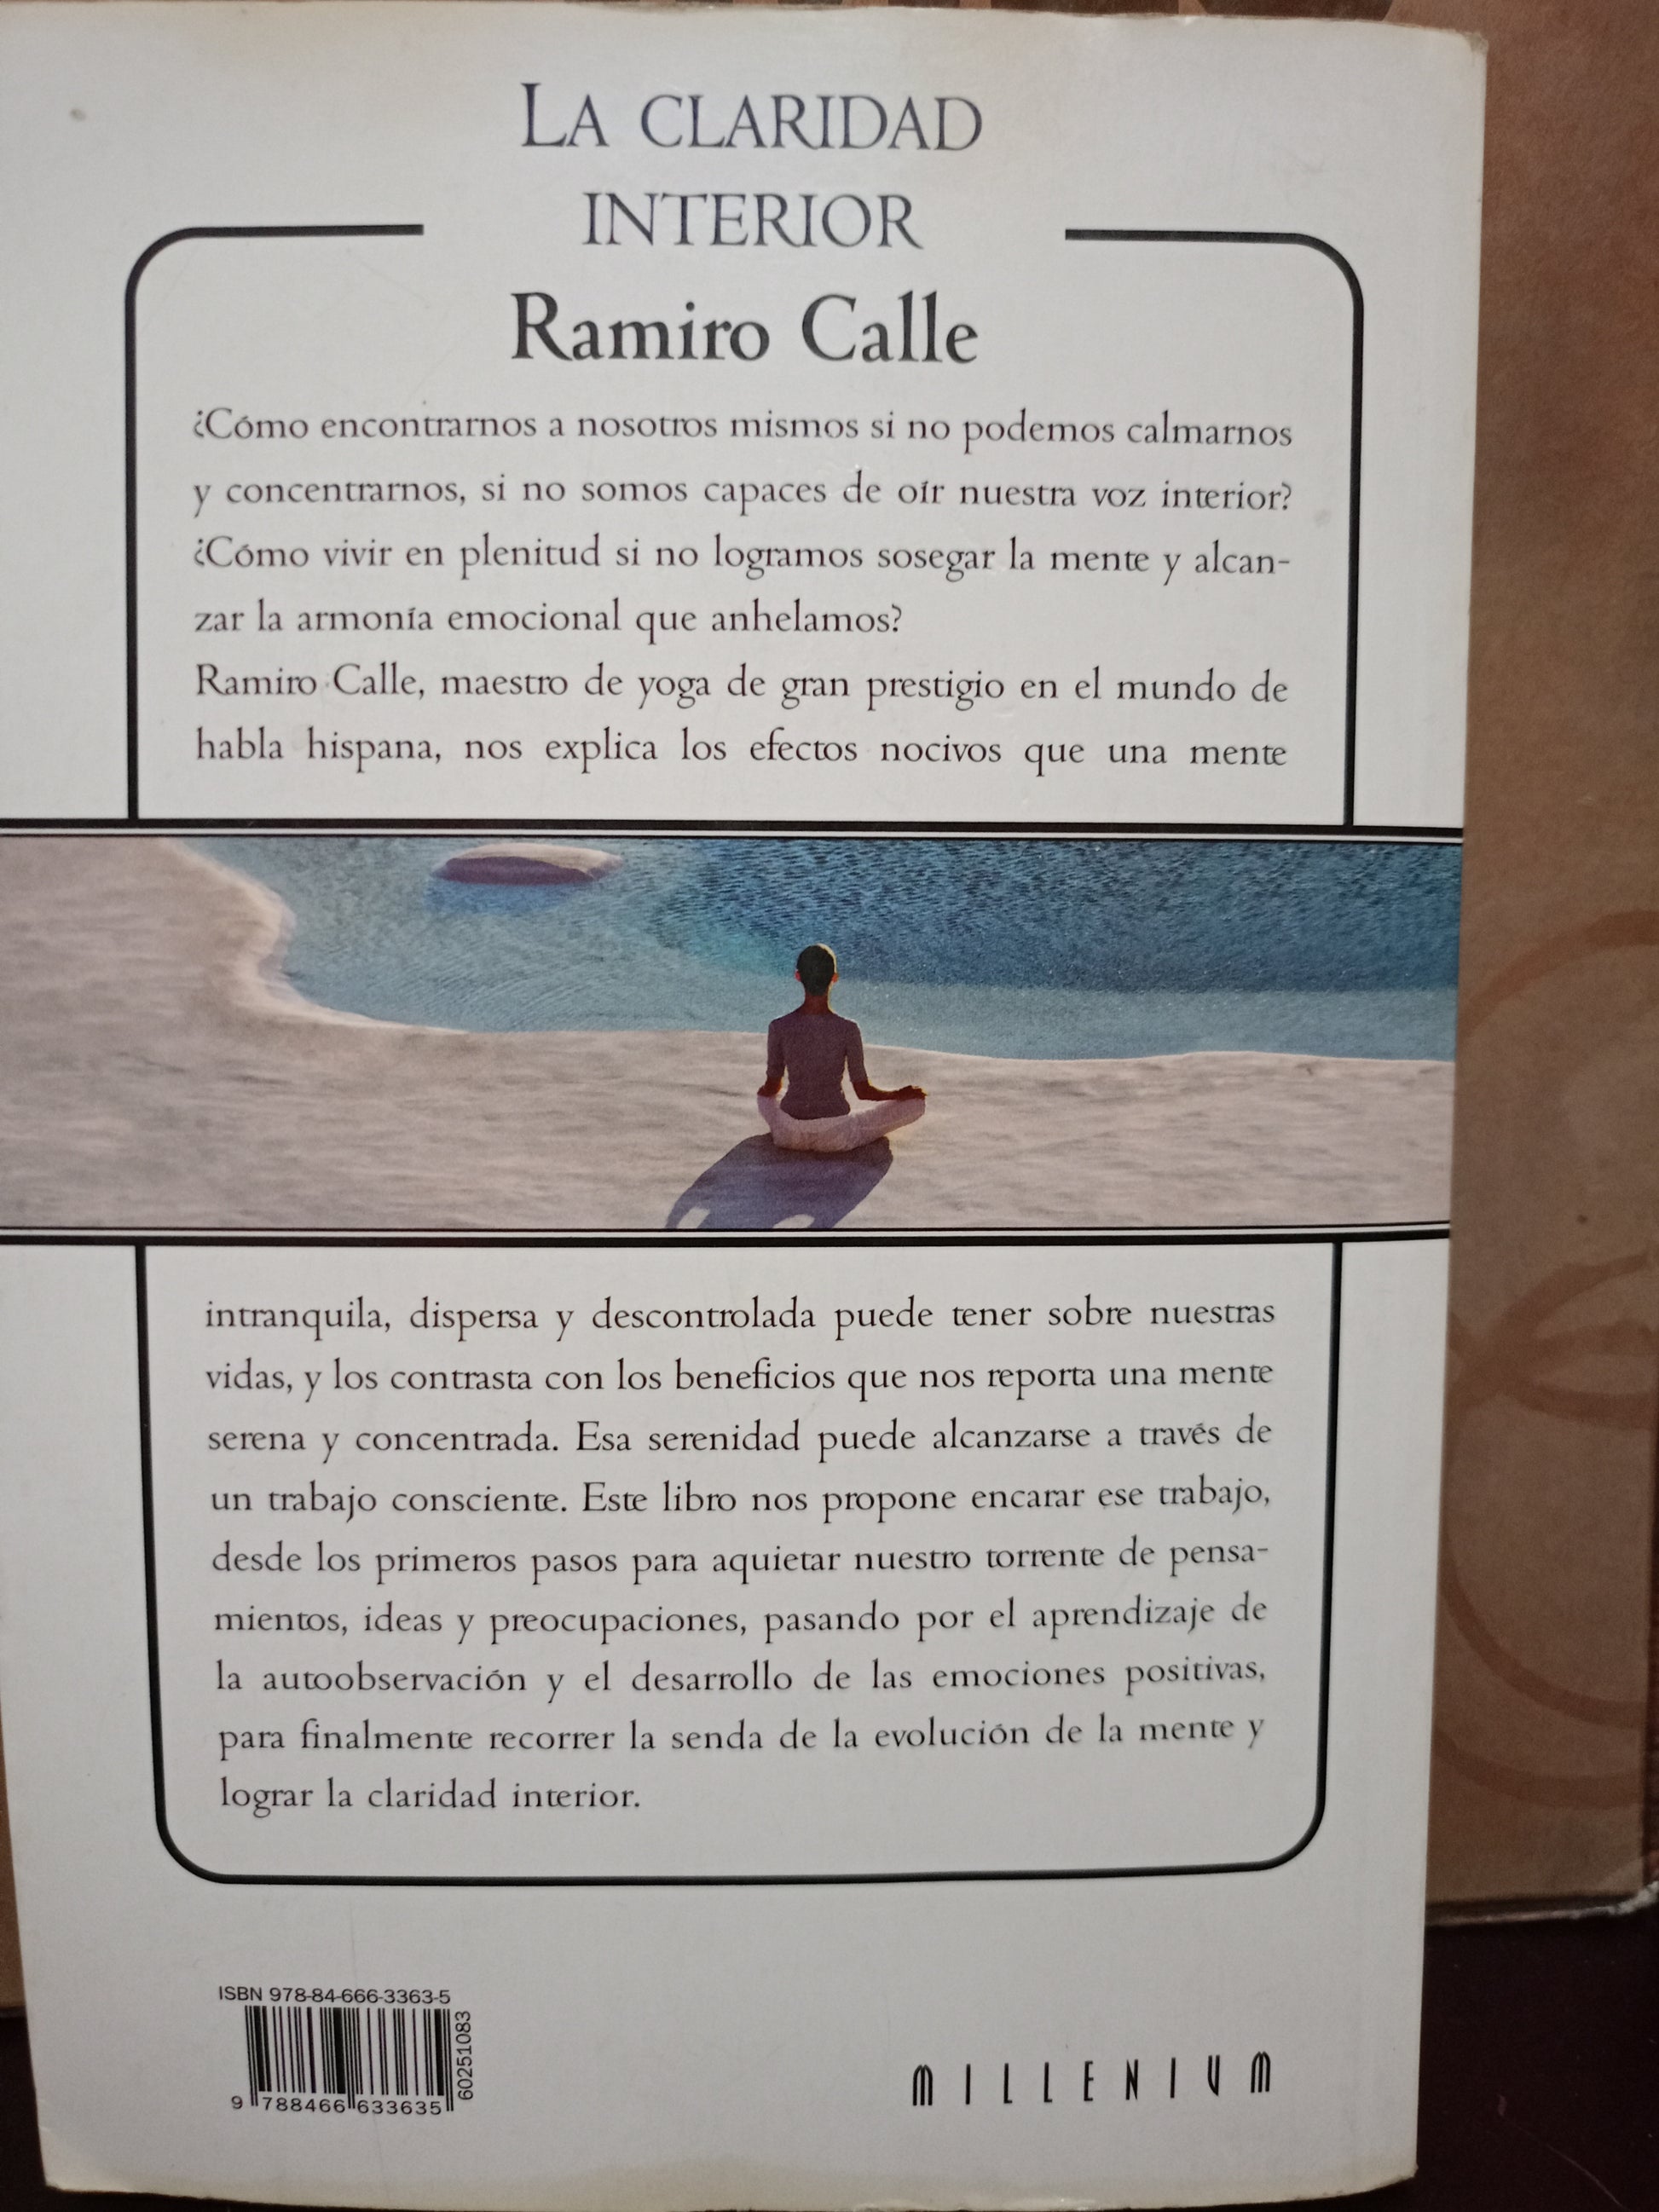 LA CLARIDAD
INTERIOR
Ramiro Calle
¿Cómo encontrarnos a nosotros mismos si no podemos calmarnos
y concentrarnos, si no somos capaces de oír nuestra voz interior?
¿Cómo vivir en plenitud si no logramos sosegar la mente y alcan-
zar la armonía emocional que anhelamos?
Ramiro Calle, maestro de yoga de gran prestigio en el mundo de
habla hispana, nos explica los efectos nocivos que una mente
intranquila, dispersa y descontrolada puede tener sobre nuestras
vidas, y los contrasta con los beneficios que nos reporta una mente
serena y concentrada. Esa serenidad puede alcanzarse a través de
un trabajo consciente. Este libro nos propone encarar ese trabajo,
desde los primeros pasos para aquietar nuestro torrente de pensa-
mientos, ideas y preocupaciones, pasando por el aprendizaje de
la autoobservación y el desarrollo de las emociones positivas,
para finalmente recorrer la senda de la evolución de la mente y
lograr la claridad interior.
ISBN 978-84-666-3363-5
60251083
9 788466 633635
MILLENIUM